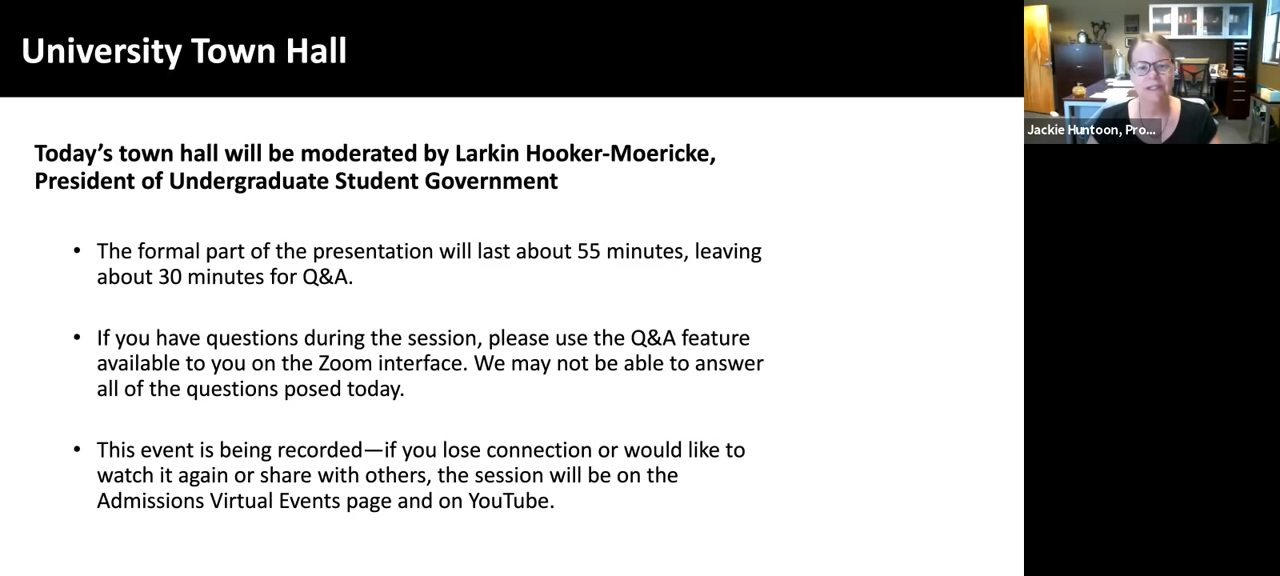 University Town Hall
Jackie Huntoon, Pro...
Today’s town hall will be moderated by Larkin Hooker-Moericke,
President of Undergraduate Student Government
• The formal part of the presentation will last about 55 minutes, leaving
about 30 minutes for Q&A.
• If you have questions during the session, please use the Q&A feature
available to you on the Zoom interface. We may not be able to answer
all of the questions posed today.
• This event is being recorded—if you lose connection or would like to
watch it again or share with others, the session will be on the
Admissions Virtual Events page and on YouTube.